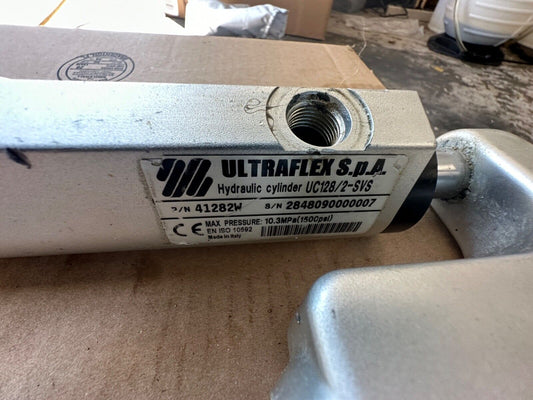 ULTRAFLEX S.p.A.
Hydraulic cylinder UC128/2-SVS
P/N 41282W S/N 2848090000007
CE MAX PRESSURE: 10.3MPa(1500psi)
EN ISO 10592
Made in Italy